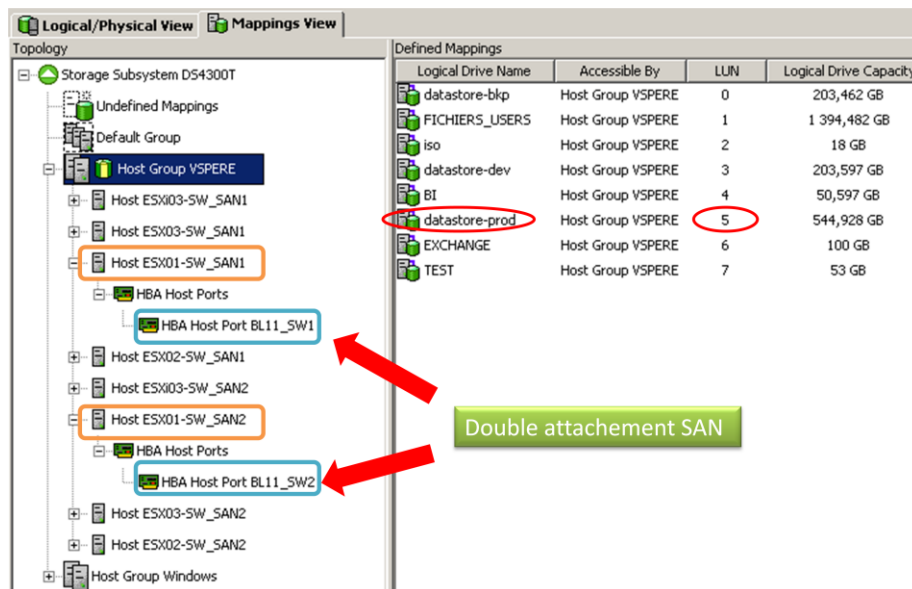 Logical/Physical View Mappings View
Topology
Storage Subsystem DS4300T
Undefined Mappings
Default Group
Host Group VSPERE
Host ESXi03-SW_SAN1
Host ESX03-SW_SAN1
Host ESX01-SW_SAN1
HBA Host Ports
HBA Host Port BL11_SW1
Host ESX02-SW_SAN1
Host ESXi03-SW_SAN2
Host ESX01-SW_SAN2
HBA Host Ports
HBA Host Port BL11_SW2
Host ESX03-SW_SAN2
Host ESX02-SW_SAN2
Host Group Windows
Defined Mappings
Logical Drive Name Accessible By LUN Logical Drive Capacity
datastore-bkp Host Group VSPERE 0 203,462 GB
FICHIERS_USERS Host Group VSPERE 1 1 394,482 GB
iso Host Group VSPERE 2 18 GB
datastore-dev Host Group VSPERE 3 203,597 GB
BI Host Group VSPERE 4 50,597 GB
datastore-prod Host Group VSPERE 5 544,928 GB
EXCHANGE Host Group VSPERE 6 100 GB
TEST Host Group VSPERE 7 53 GB
Double attachement SAN